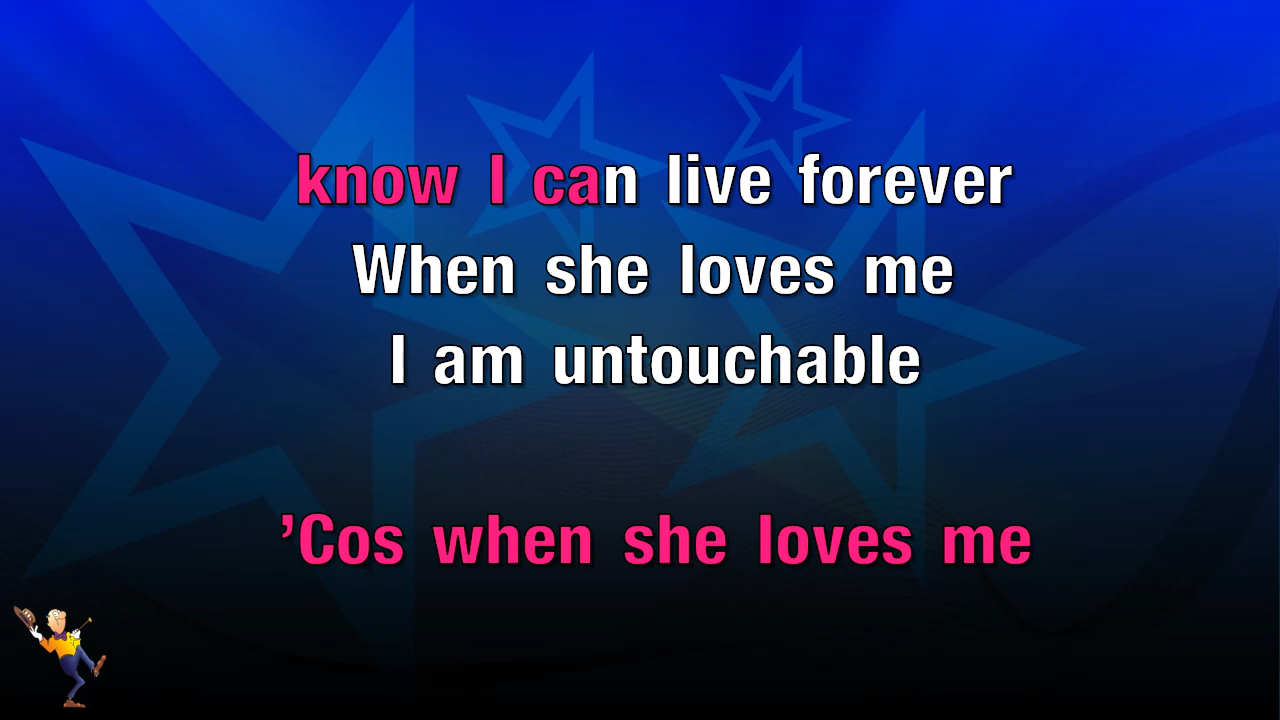 know I can live forever
When she loves me
I am untouchable
’Cos when she loves me